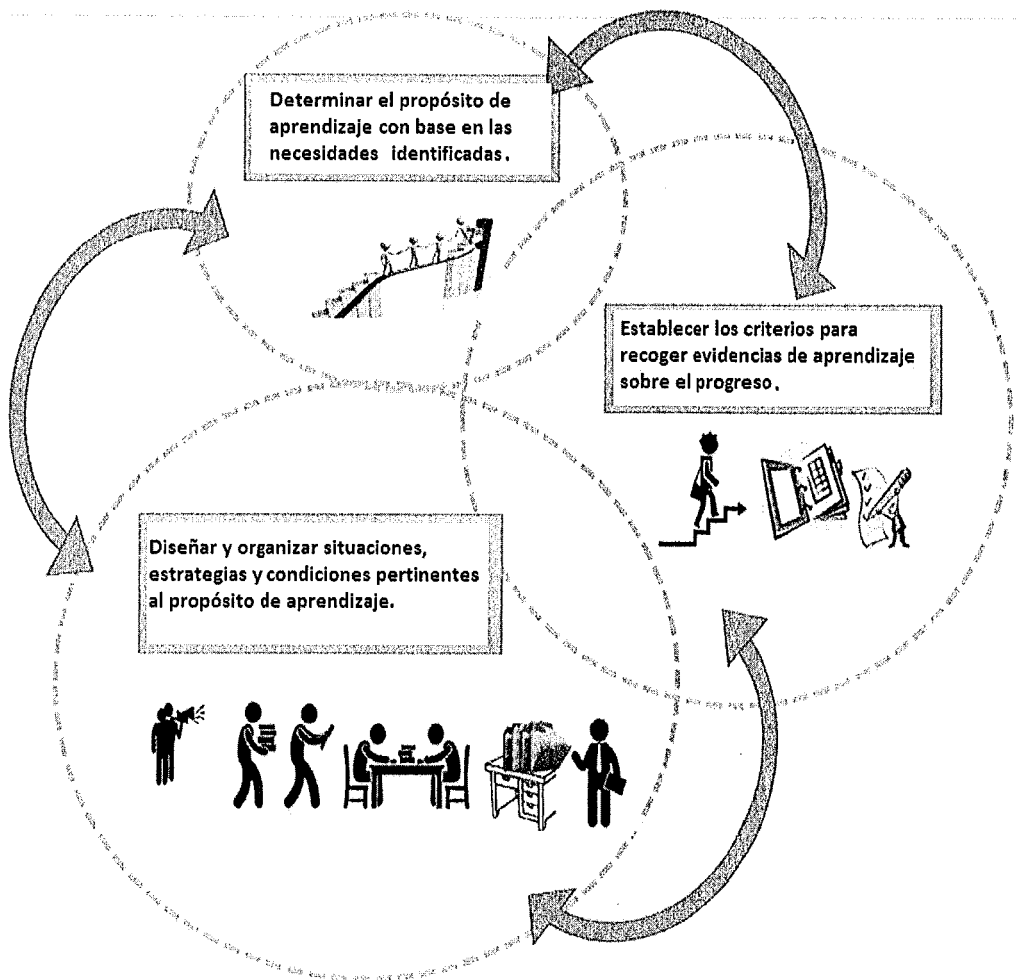 Determinar el propósito de
aprendizaje con base en las
necesidades identificadas.
Establecer los criterios para
recoger evidencias de aprendizaje
sobre el progreso.
Diseñar y organizar situaciones,
estrategias y condiciones pertinentes
al propósito de aprendizaje.